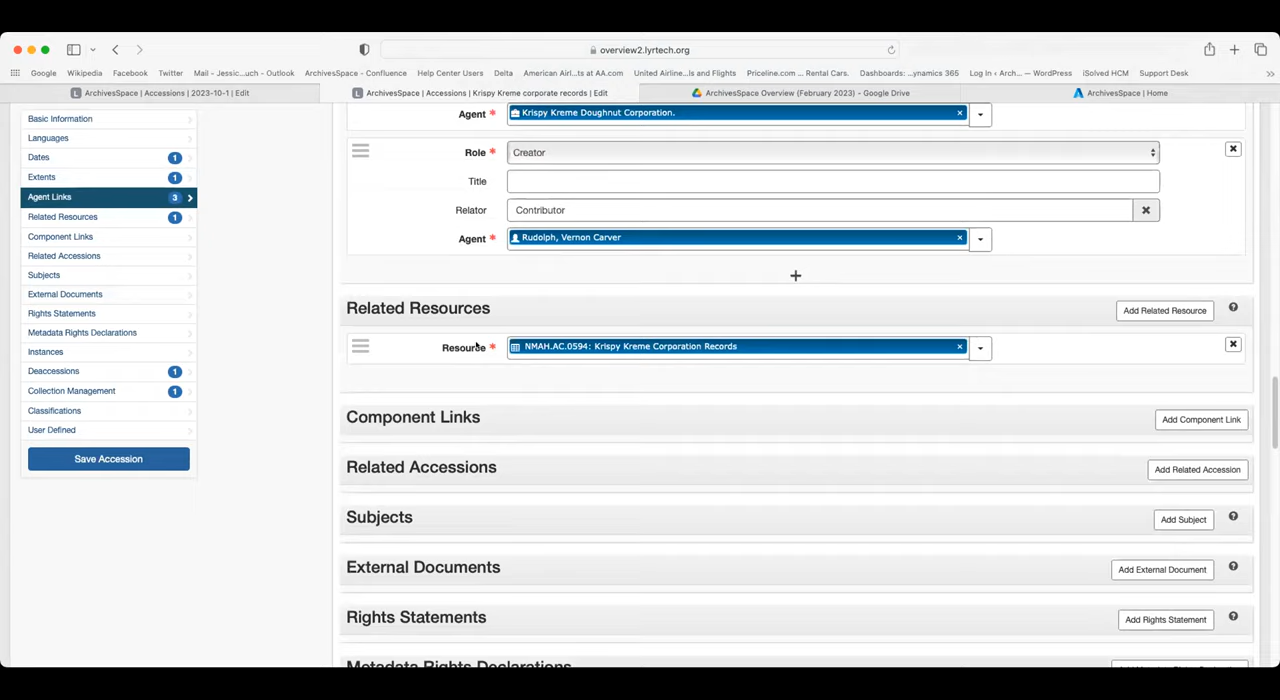 overview2.lyrtech.org
Google Wikipedia Facebook Twitter Mail - Jessic...uch - Outlook ArchivesSpace - Confluence Help Center Users Delta American Airl...ts at AA.com United Airline...ls and Flights Priceline.com ... Rental Cars. Dashboards: ...ynamics 365 Log In ‹ Arch... — WordPress iSolved HCM Support Desk
ArchivesSpace | Accessions | 2023-10-1 | Edit ArchivesSpace | Accessions | Krispy Kreme corporate records | Edit ArchivesSpace Overview (February 2023) - Google Drive ArchivesSpace | Home
Basic Information
Languages
Dates 1
Extents 1
Agent Links 3
Related Resources 1
Component Links
Related Accessions
Subjects
External Documents
Rights Statements
Metadata Rights Declarations
Instances
Deaccessions 1
Collection Management 1
Classifications
User Defined
Save Accession
Agent * Krispy Kreme Doughnut Corporation. ×
Role * Creator
Title
Relator Contributor
Agent * Rudolph, Vernon Carver ×
+
Related Resources Add Related Resource ?
Resource * NMAH.AC.0594: Krispy Kreme Corporation Records ×
Component Links Add Component Link
Related Accessions Add Related Accession
Subjects Add Subject ?
External Documents Add External Document ?
Rights Statements Add Rights Statement ?
Metadata Rights Declarations